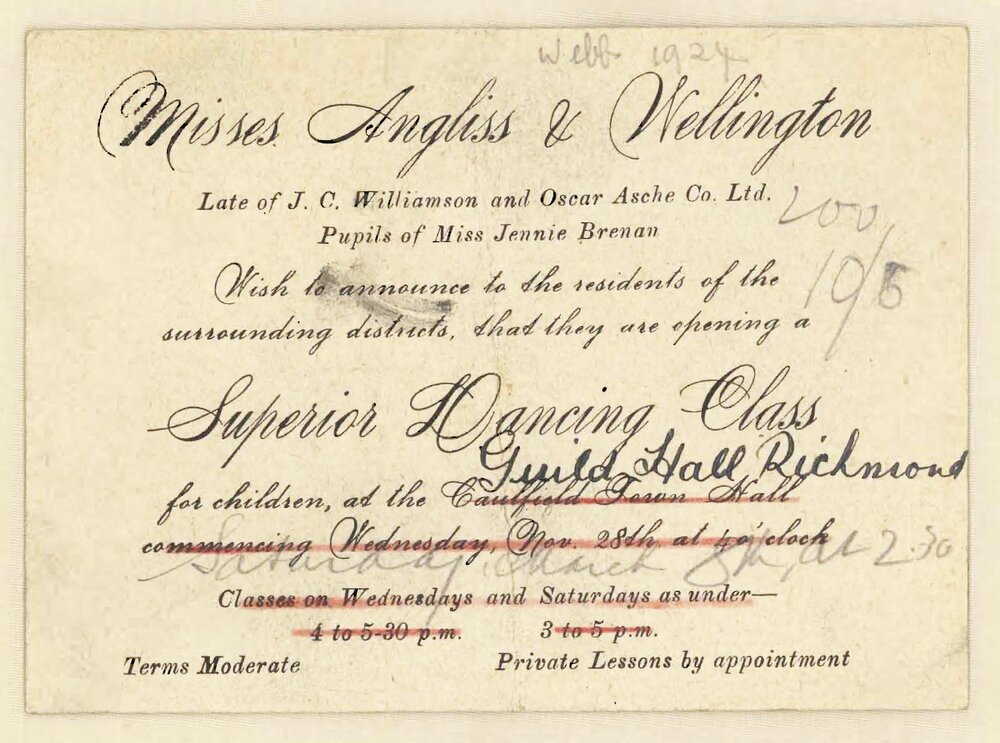 Webb 1924
Misses Angliss & Wellington
Late of J. C. Williamson and Oscar Asche Co. Ltd.
200
Pupils of Miss Jennie Brenan
Wish to announce to the residents of the
10/6
surrounding districts, that they are opening a
Superior Dancing Class
Guild Hall Richmond
for children, at the Caulfield Town Hall
commencing Wednesday, Nov. 28th. at 4 o'clock
Saturday, March 8th, at 2.30
Classes on Wednesdays and Saturdays as under—
4 to 5-30 p.m. 3 to 5 p.m.
Terms Moderate Private Lessons by appointment